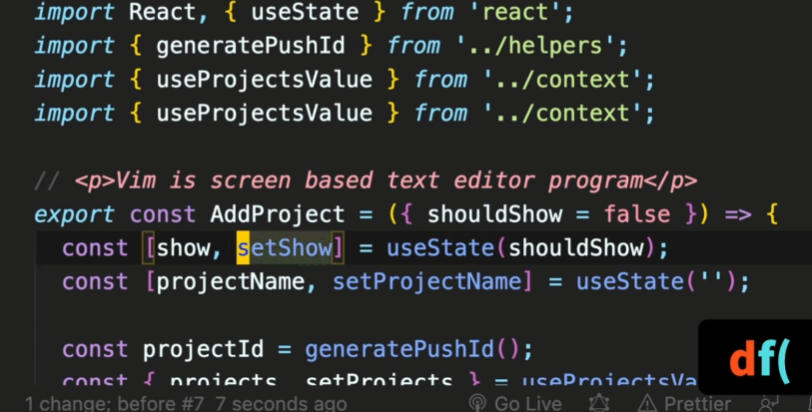 import React, { useState } from 'react';
import { generatePushId } from '../helpers';
import { useProjectsValue } from '../context';
import { useProjectsValue } from '../context';
// <p>Vim is screen based text editor program</p>
export const AddProject = ({ shouldShow = false }) => {
const [show, setShow] = useState(shouldShow);
const [projectName, setProjectName] = useState('');
const projectId = generatePushId();
const { projects, setProjects } = useProjectsVa
df(
1 change; before #7 7 seconds ago
Go Live
Prettier